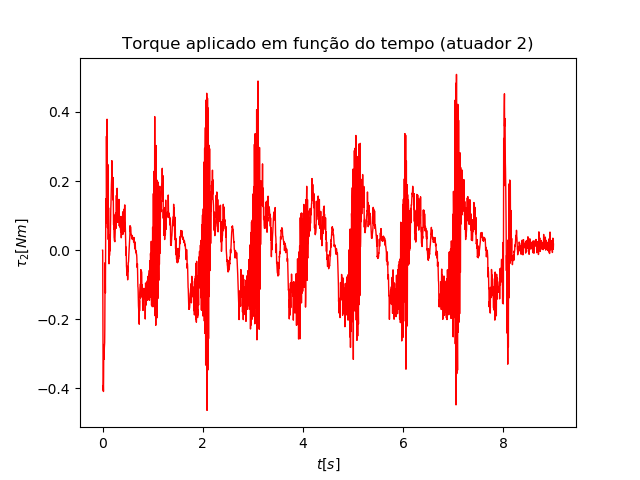 Torque aplicado em função do tempo (atuador 2)
0.4
0.2
0.0
−0.2
−0.4
τ₂[Nm]
0 2 4 6 8
t[s]